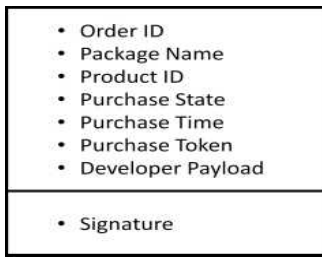 • Order ID
• Package Name
• Product ID
• Purchase State
• Purchase Time
• Purchase Token
• Developer Payload
• Signature